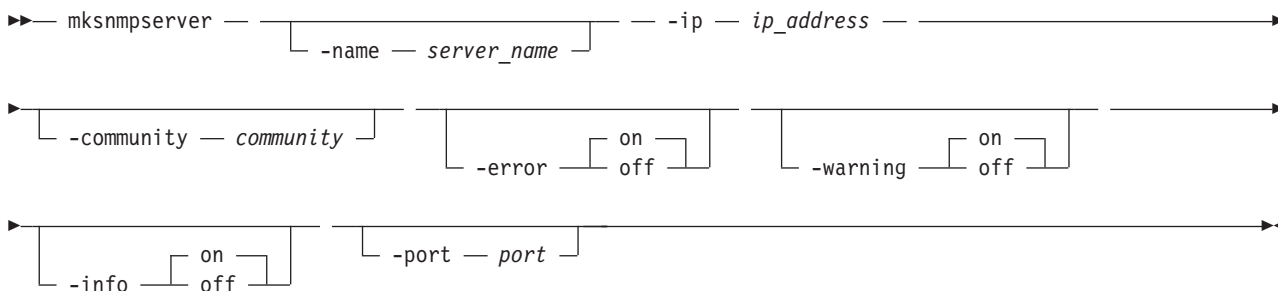 mksnmpserver -ip ip_address
-name server_name
-community community
on on
-error off -warning off
on
-port port
-info off